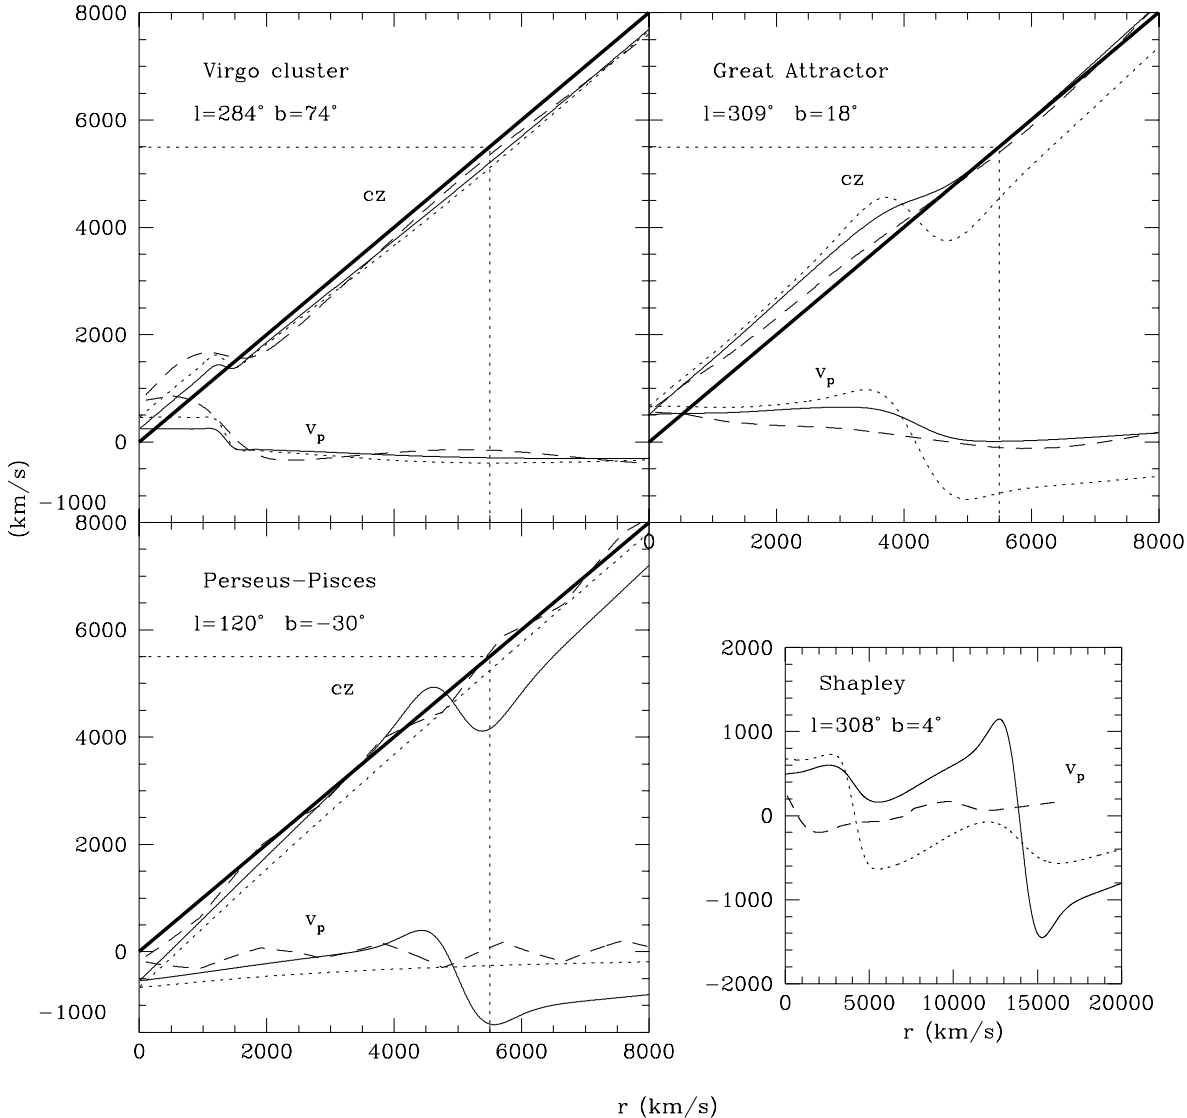 8000
Virgo cluster
l=284° b=74°
6000
cz
4000
2000
v_p
0
-1000
Great Attractor
l=309° b=18°
cz
v_p
0
2000
4000
6000
8000
(km/s)
8000
Perseus-Pisces
l=120° b=-30°
6000
cz
4000
2000
v_p
0
-1000
0
2000
4000
6000
8000
r (km/s)
2000
Shapley
l=308° b=4°
1000
v_p
0
-1000
-2000
0
5000
10000
15000
20000
r (km/s)